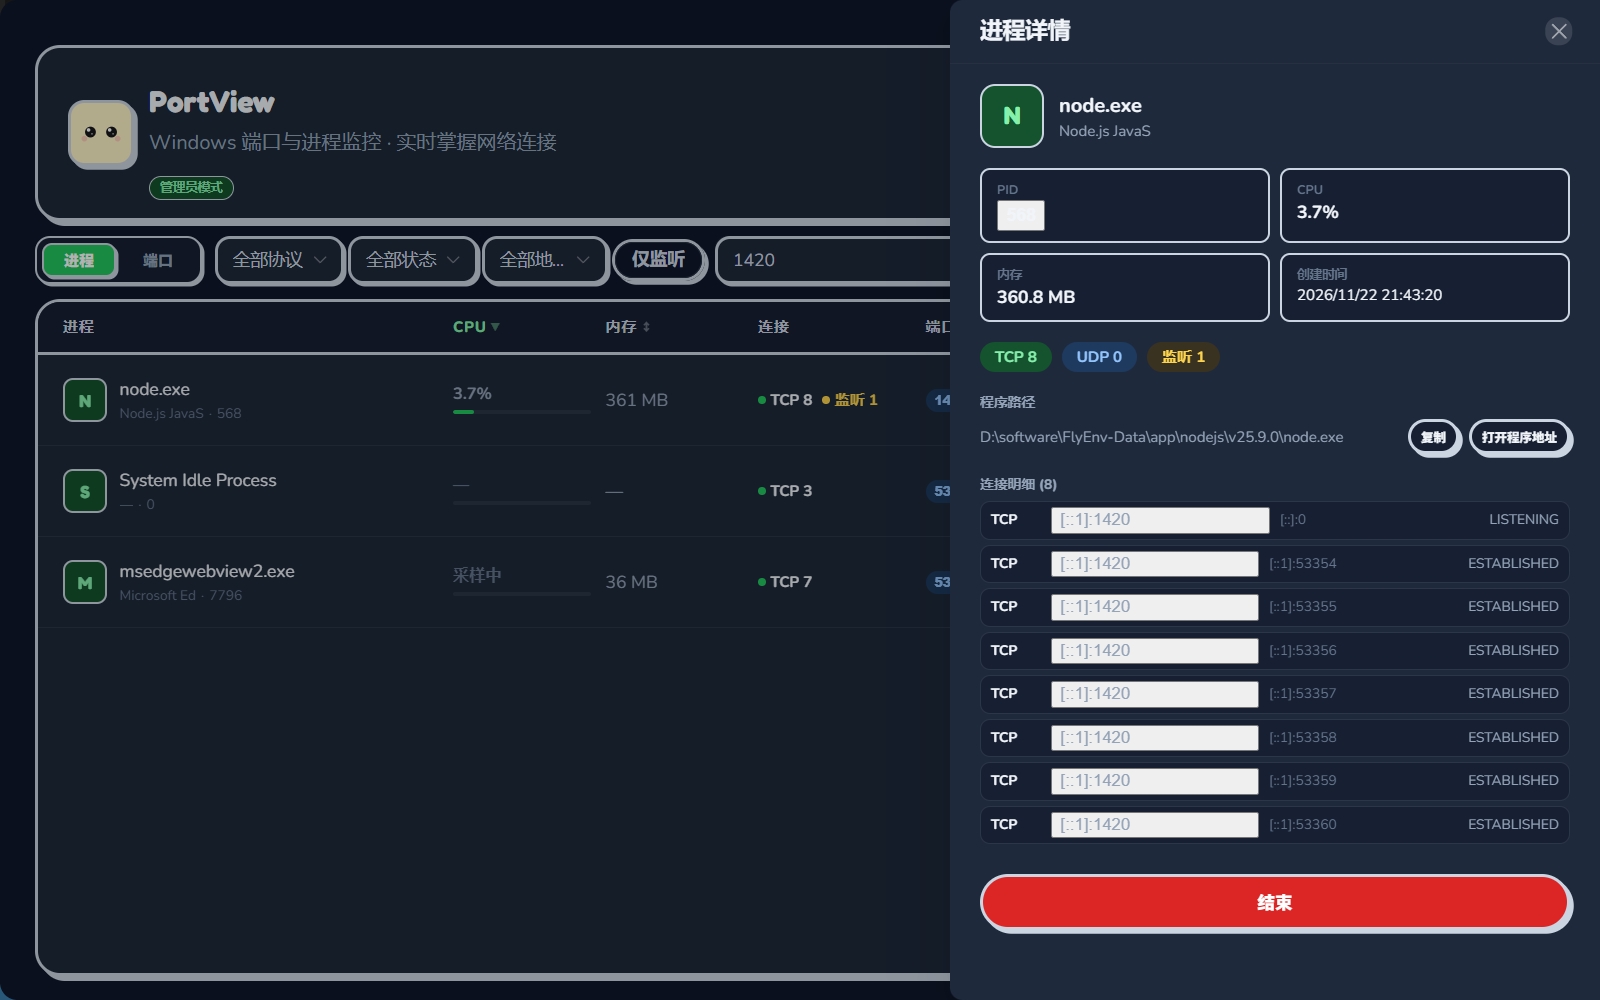 PortView
Windows 端口与进程监控 · 实时掌握网络连接
管理员模式
进程 端口 全部协议 全部状态 全部地... 仅监听 1420
进程 CPU 内存 连接 端口
N node.exe 3.7% 361 MB TCP 8 监听 1 14
Node.js JavaS · 568
S System Idle Process — — TCP 3 53
— · 0
M msedgewebview2.exe 采样中 36 MB TCP 7 53
Microsoft Ed · 7796
进程详情
N node.exe
Node.js JavaS
PID
568
CPU
3.7%
内存
360.8 MB
创建时间
2026/11/22 21:43:20
TCP 8 UDP 0 监听 1
程序路径
D:\software\FlyEnv-Data\app\nodejs\v25.9.0\node.exe 复制 打开程序地址
连接明细 (8)
TCP [::1]:1420 [::]:0 LISTENING
TCP [::1]:1420 [::1]:53354 ESTABLISHED
TCP [::1]:1420 [::1]:53355 ESTABLISHED
TCP [::1]:1420 [::1]:53356 ESTABLISHED
TCP [::1]:1420 [::1]:53357 ESTABLISHED
TCP [::1]:1420 [::1]:53358 ESTABLISHED
TCP [::1]:1420 [::1]:53359 ESTABLISHED
TCP [::1]:1420 [::1]:53360 ESTABLISHED
结束